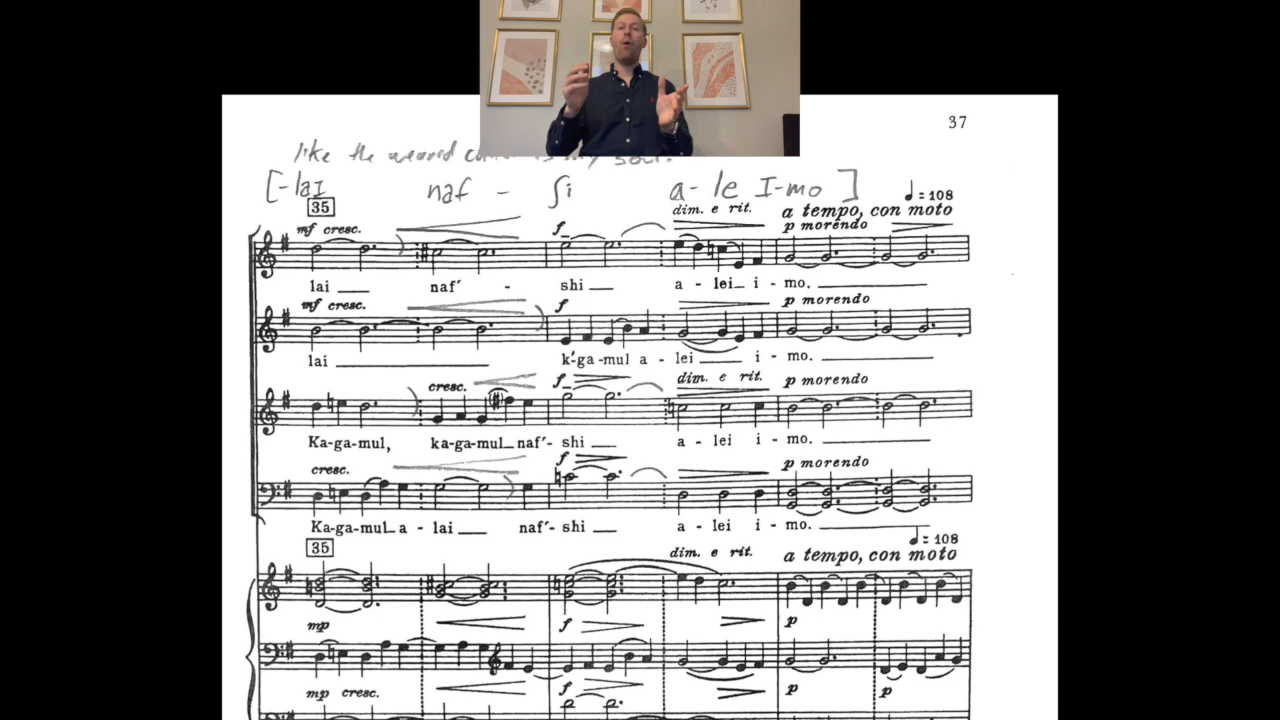 37
like the
[-laI naf - ʃi a-le I-mo]
35 dim. e rit. ♩ = 108
a tempo, con moto
mf cresc. f p morendo
lai naf' - shi a - lei i - mo.
mf cresc. f p morendo
lai k'ga-mul a - lei i - mo.
cresc. f dim. e rit. p morendo
Ka-ga-mul, ka-ga-mul naf'- shi a - lei i - mo.
cresc. f p morendo
Ka-ga-mul a - lai naf'- shi a - lei i - mo.
35 dim. e rit. ♩ = 108
a tempo, con moto
mp f p
mp cresc. f p p